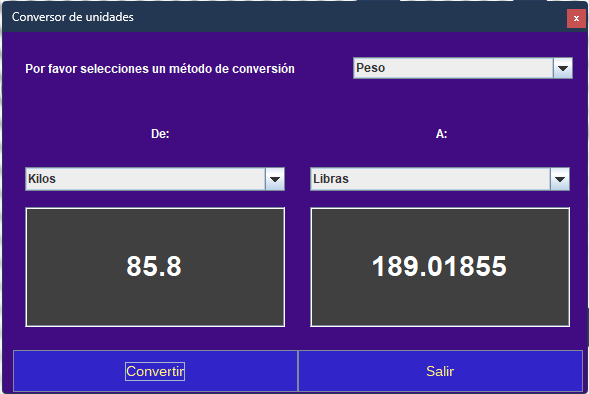 Conversor de unidades
x
Por favor selecciones un método de conversión
Peso
De:
A:
Kilos
Libras
85.8
189.01855
Convertir
Salir